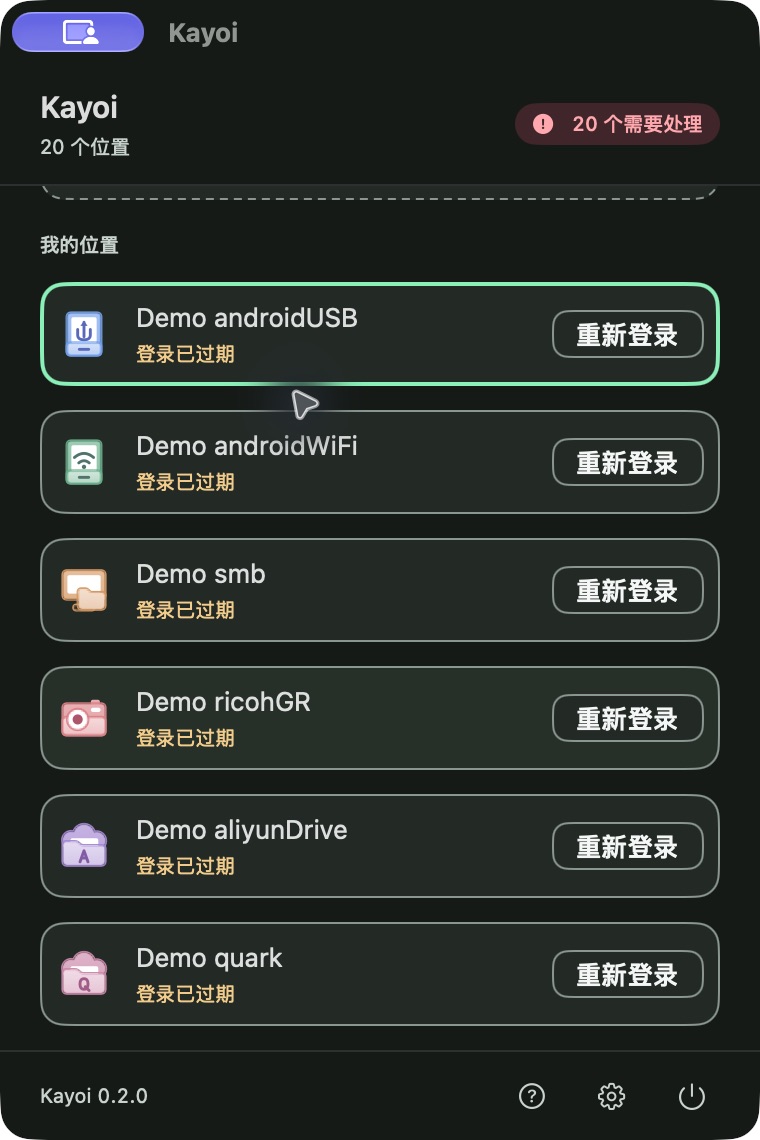 Kayoi
Kayoi
20 个位置
20 个需要处理
我的位置
Demo androidUSB
登录已过期
重新登录
Demo androidWiFi
登录已过期
重新登录
Demo smb
登录已过期
重新登录
Demo ricohGR
登录已过期
重新登录
Demo aliyunDrive
登录已过期
重新登录
A
Demo quark
登录已过期
重新登录
Q
Kayoi 0.2.0